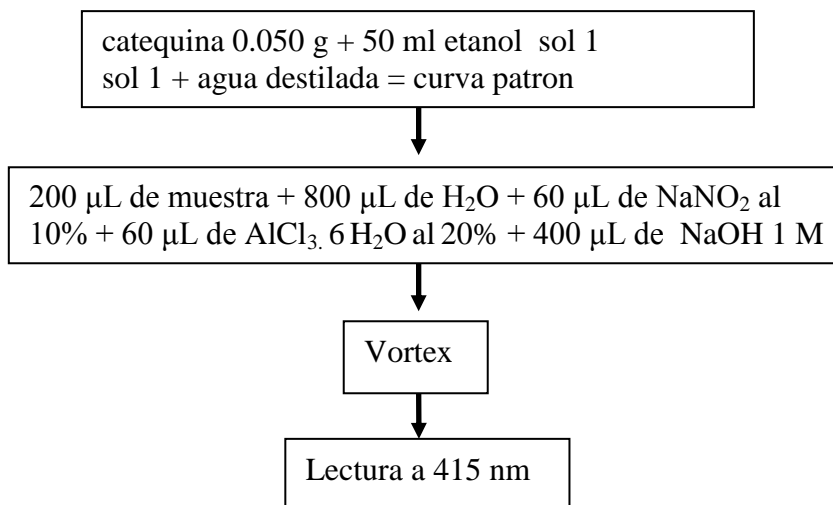 catequina 0.050 g + 50 ml etanol sol 1
sol 1 + agua destilada = curva patron
200 µL de muestra + 800 µL de H₂O + 60 µL de NaNO₂ al
10% + 60 µL de AlCl₃. 6 H₂O al 20% + 400 µL de NaOH 1 M
Vortex
Lectura a 415 nm